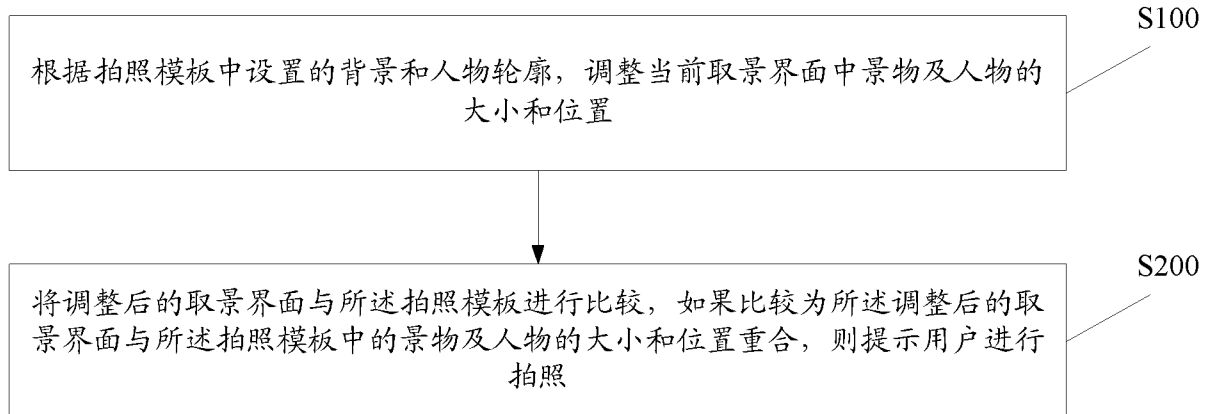 S100
根据拍照模板中设置的背景和人物轮廓，调整当前取景界面中景物及人物的
大小和位置
S200
将调整后的取景界面与所述拍照模板进行比较，如果比较为所述调整后的取
景界面与所述拍照模板中的景物及人物的大小和位置重合，则提示用户进行
拍照